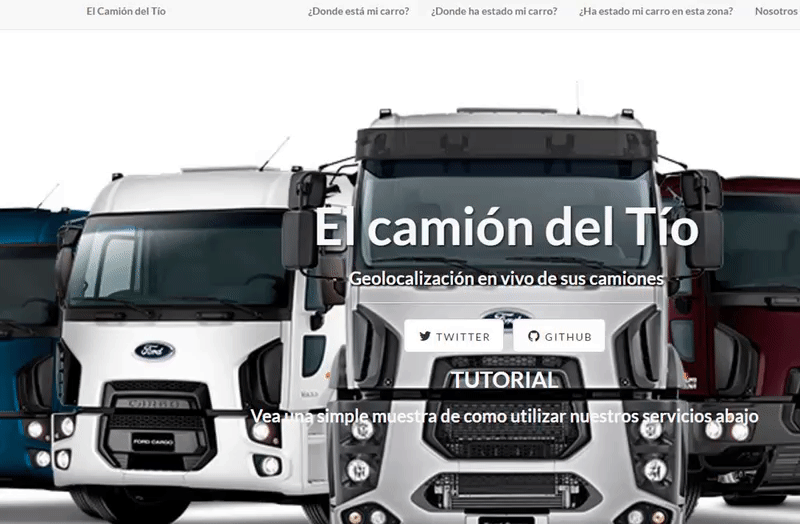 El Camión del Tío ¿Donde está mi carro? ¿Donde ha estado mi carro? ¿Ha estado mi carro en esta zona? Nosotros
El camión del Tío
Geolocalización en vivo de sus camiones
Ford
Ford
TWITTER GITHUB
TUTORIAL
CARGO
Vea una simple muestra de como utilizar nuestros servicios abajo
FORD CARGO